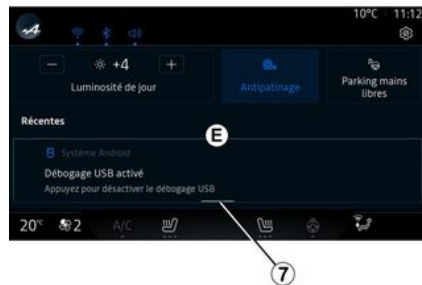 10°C 11:12
+4
Luminosité de jour
Antipatinage
Parking mains
libres
Récentes
E
Système Android
Débogage USB activé
Appuyez pour désactiver le débogage USB
20°C 2 A/C
20°
7